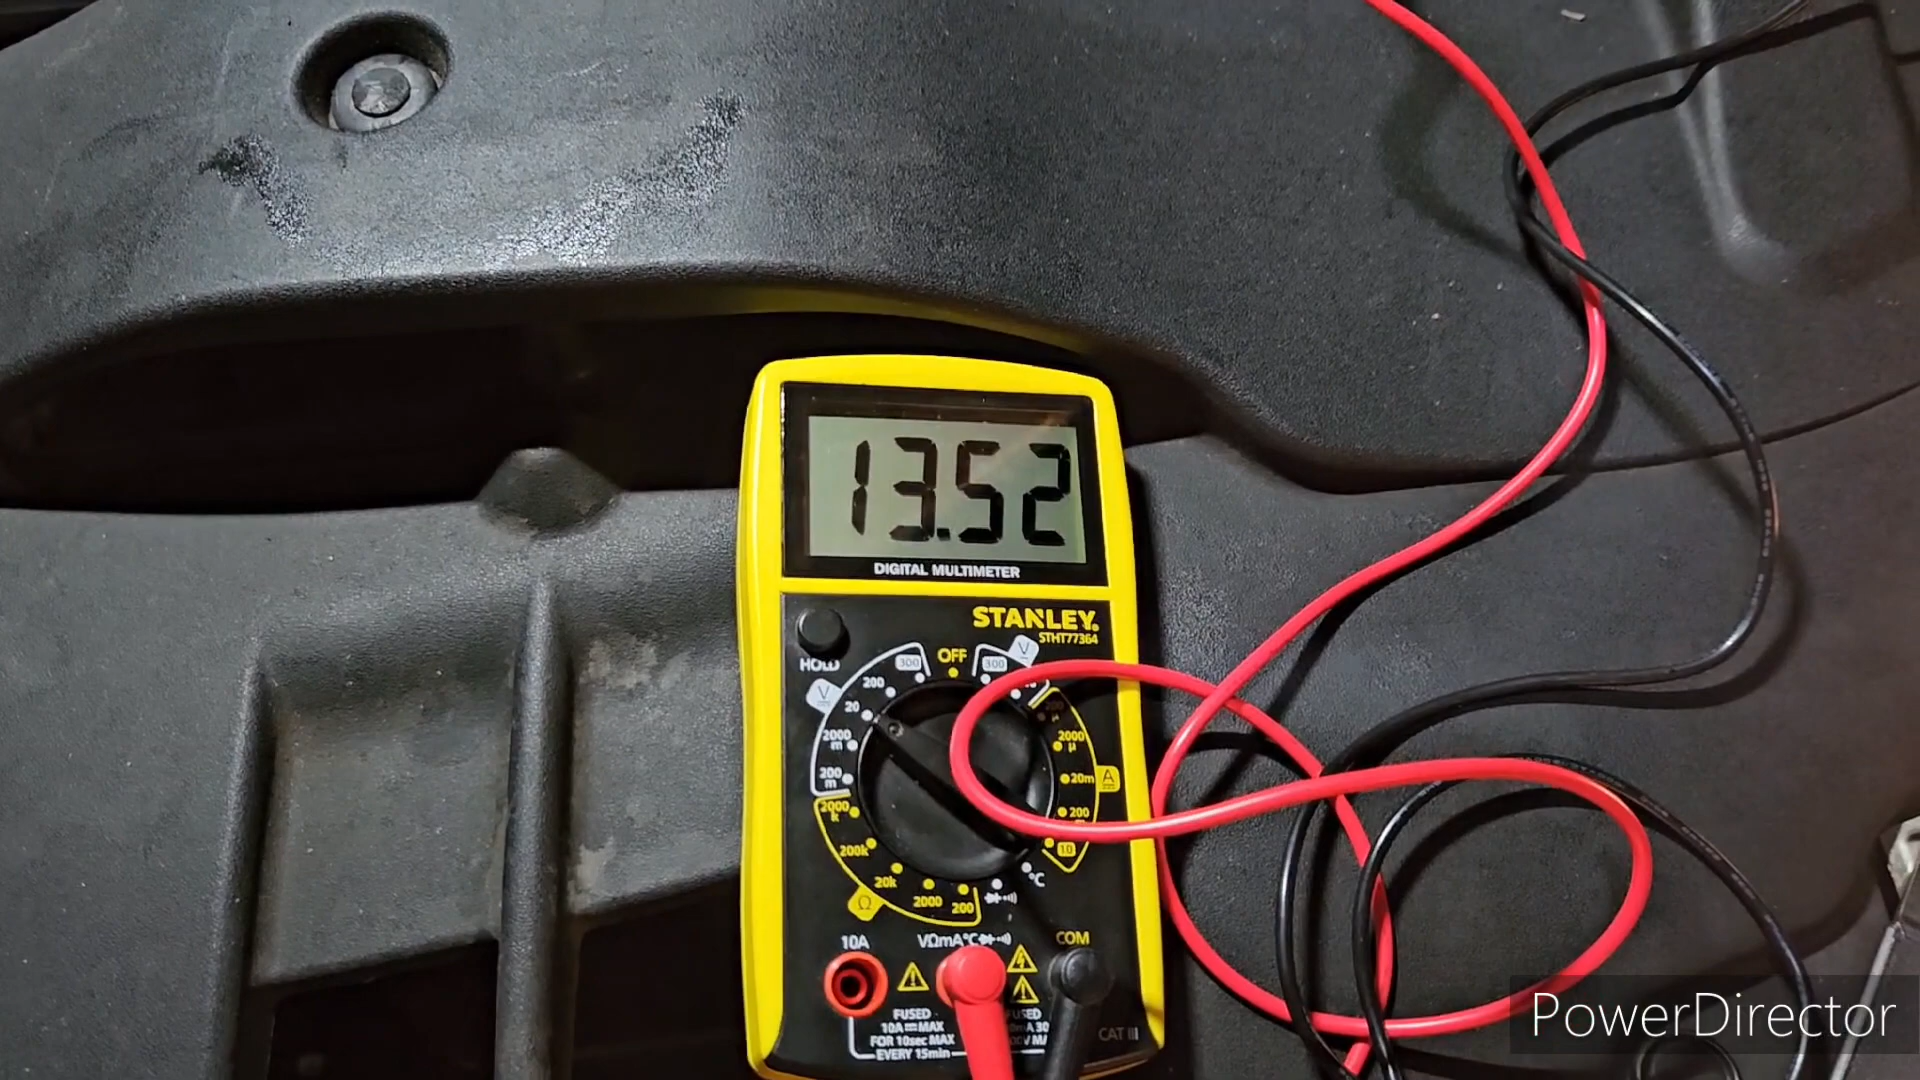 13.52
DIGITAL MULTIMETER
STANLEY®
STHT77364
HOLD
300
OFF
300
V
200
V
20
2000
m
200
m
2000
k
200k
20k
Ω
2000
200
2000
µ
20m
A
200
10
°C
10A
VΩmA°C
COM
FUSED
10A MAX
FOR 10sec MAX
EVERY 15min
CAT III
PowerDirector